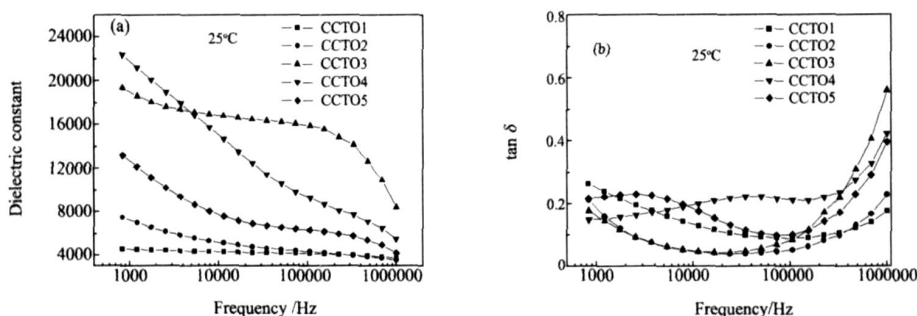 (a)
25°C
CCTO1
CCTO2
CCTO3
CCTO4
CCTO5
24000
20000
16000
12000
8000
4000
Dielectric constant
1000
10000
100000
1000000
Frequency /Hz
(b)
25°C
CCTO1
CCTO2
CCTO3
CCTO4
CCTO5
0.8
0.6
0.4
0.2
0
tan δ
1000
10000
100000
1000000
Frequency/Hz